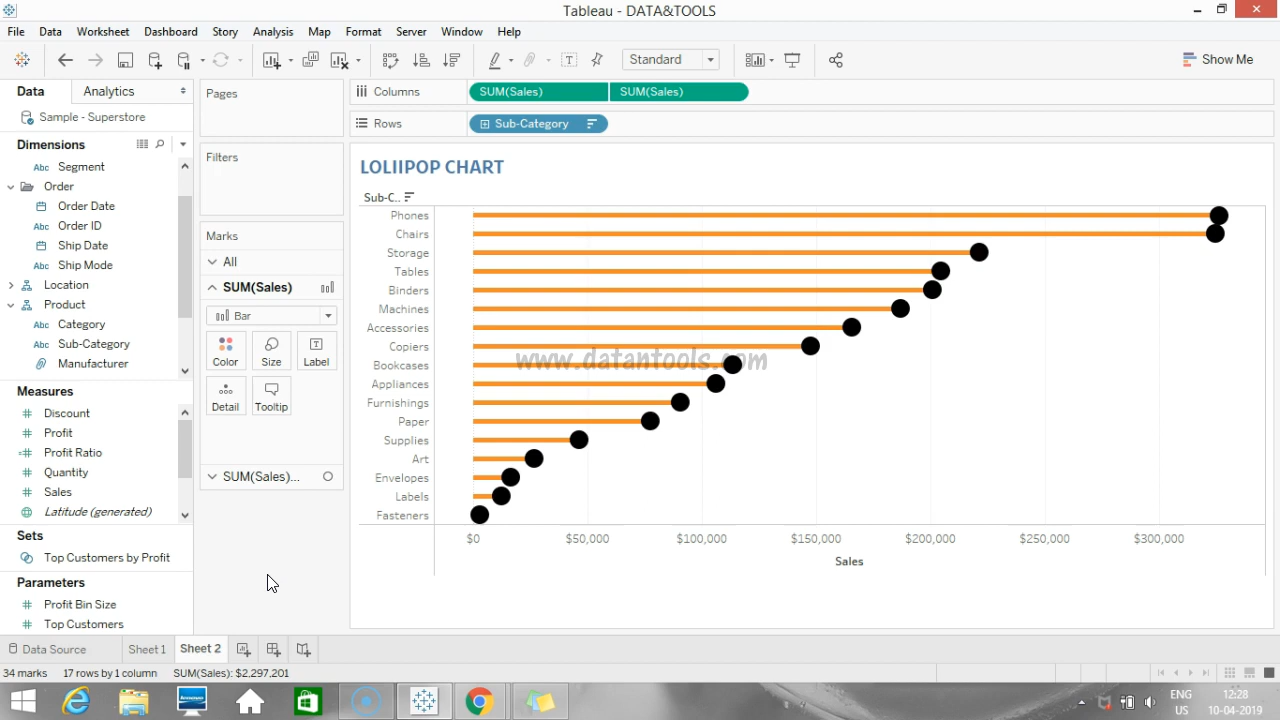 Tableau - DATA&TOOLS
File Data Worksheet Dashboard Story Analysis Map Format Server Window Help
Standard
Show Me
Data Analytics
Sample - Superstore
Dimensions
Abc Segment
Order
Order Date
Abc Order ID
Ship Date
Abc Ship Mode
Location
Product
Abc Category
Abc Sub-Category
Manufacturer
Measures
Discount
Profit
Profit Ratio
Quantity
Sales
Latitude (generated)
Sets
Top Customers by Profit
Parameters
Profit Bin Size
Top Customers
Pages
Filters
Marks
All
SUM(Sales)
Bar
Color Size Label
Detail Tooltip
SUM(Sales)...
Columns SUM(Sales) SUM(Sales)
Rows Sub-Category
LOLIIPOP CHART
Sub-C..
Phones
Chairs
Storage
Tables
Binders
Machines
Accessories
Copiers
Bookcases
Appliances
Furnishings
Paper
Supplies
Art
Envelopes
Labels
Fasteners
www.datantools.com
$0 $50,000 $100,000 $150,000 $200,000 $250,000 $300,000
Sales
Data Source Sheet 1 Sheet 2
34 marks 17 rows by 1 column SUM(Sales): $2,297,201
ENG
US
12:28
10-04-2019